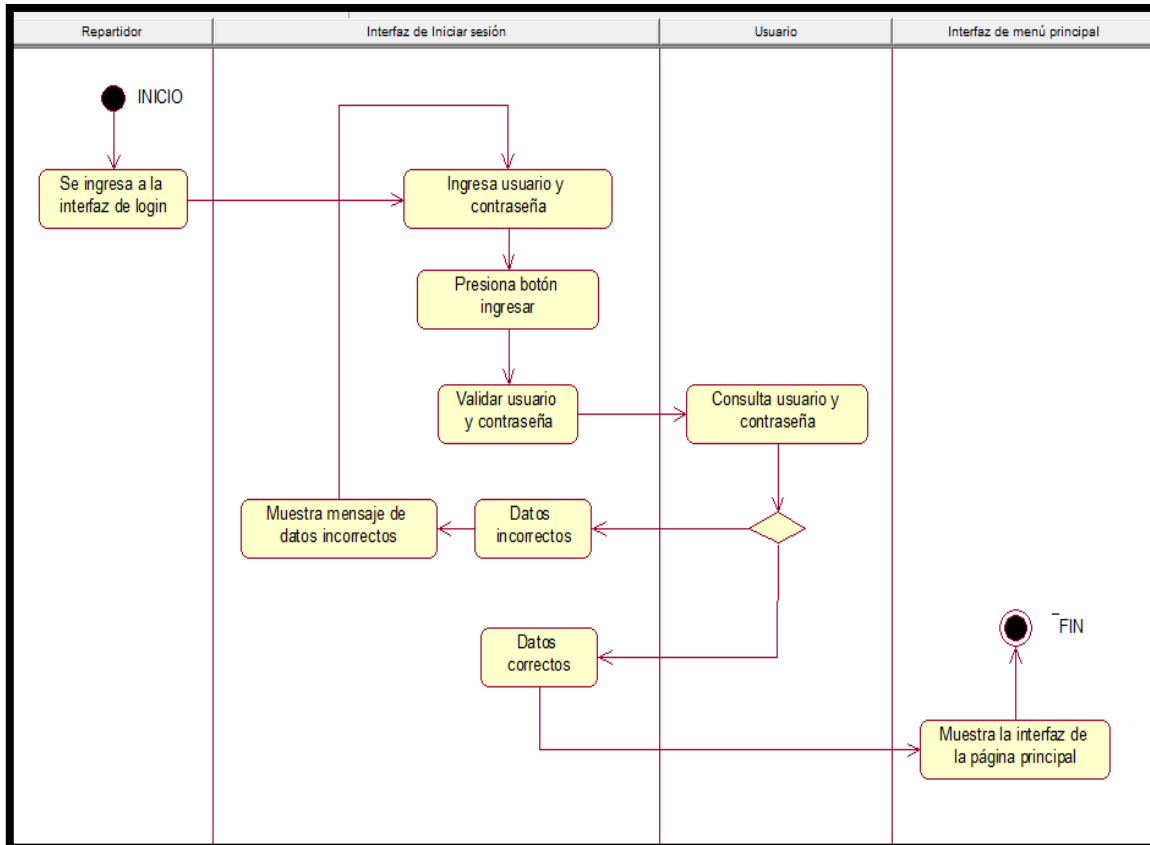 Repartidor
Interfaz de Iniciar sesión
Usuario
Interfaz de menú principal
INICIO
Se ingresa a la
interfaz de login
Ingresa usuario y
contraseña
Presiona botón
ingresar
Validar usuario
y contraseña
Consulta usuario y
contraseña
Muestra mensaje de
datos incorrectos
Datos
incorrectos
Datos
correctos
FIN
Muestra la interfaz de
la página principal